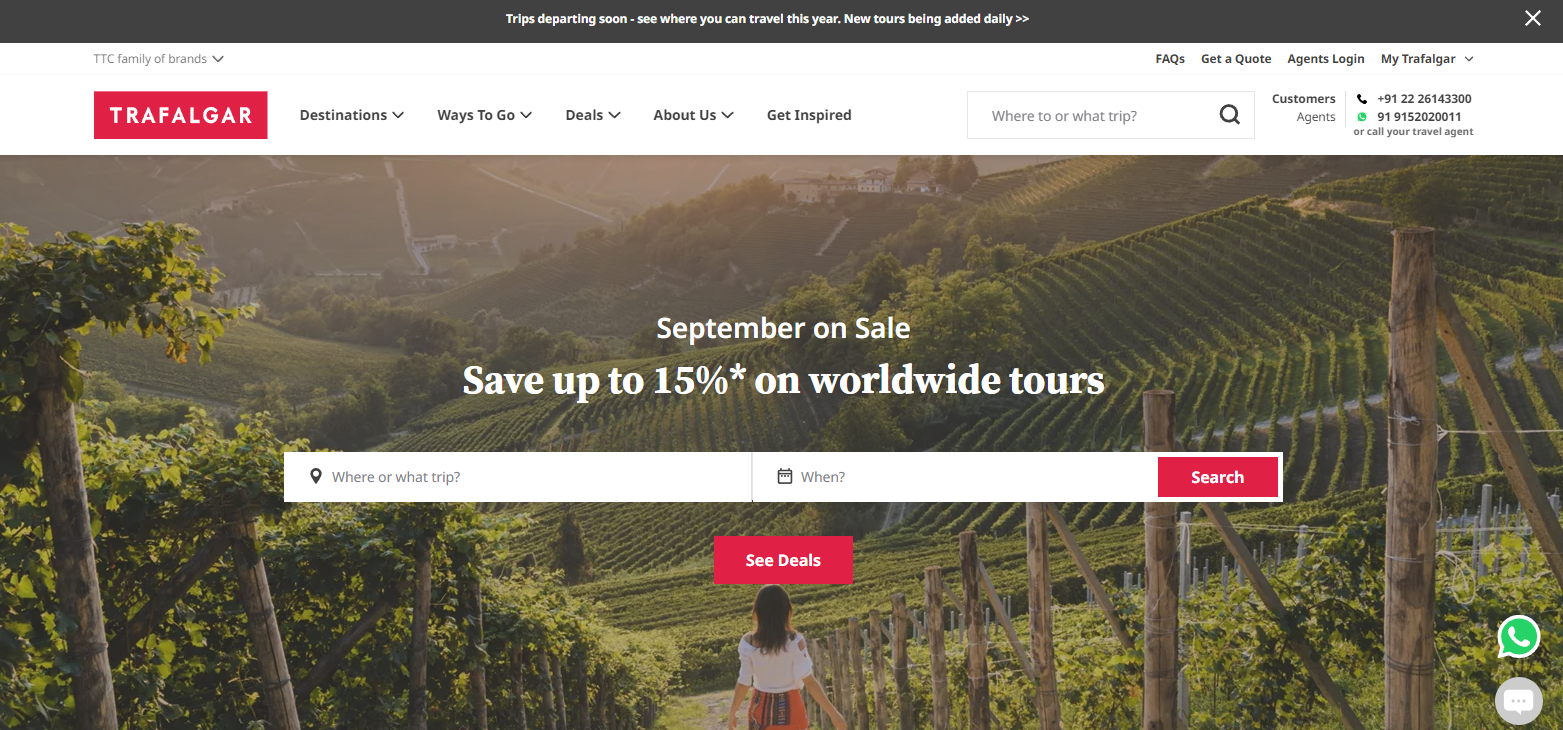 Trips departing soon - see where you can travel this year. New tours being added daily >>
TTC family of brands
FAQs Get a Quote Agents Login My Trafalgar
TRAFALGAR
Destinations Ways To Go Deals About Us Get Inspired
Where to or what trip?
Customers
Agents
+91 22 26143300
91 9152020011
or call your travel agent
September on Sale
Save up to 15%* on worldwide tours
Where or what trip?
When?
Search
See Deals